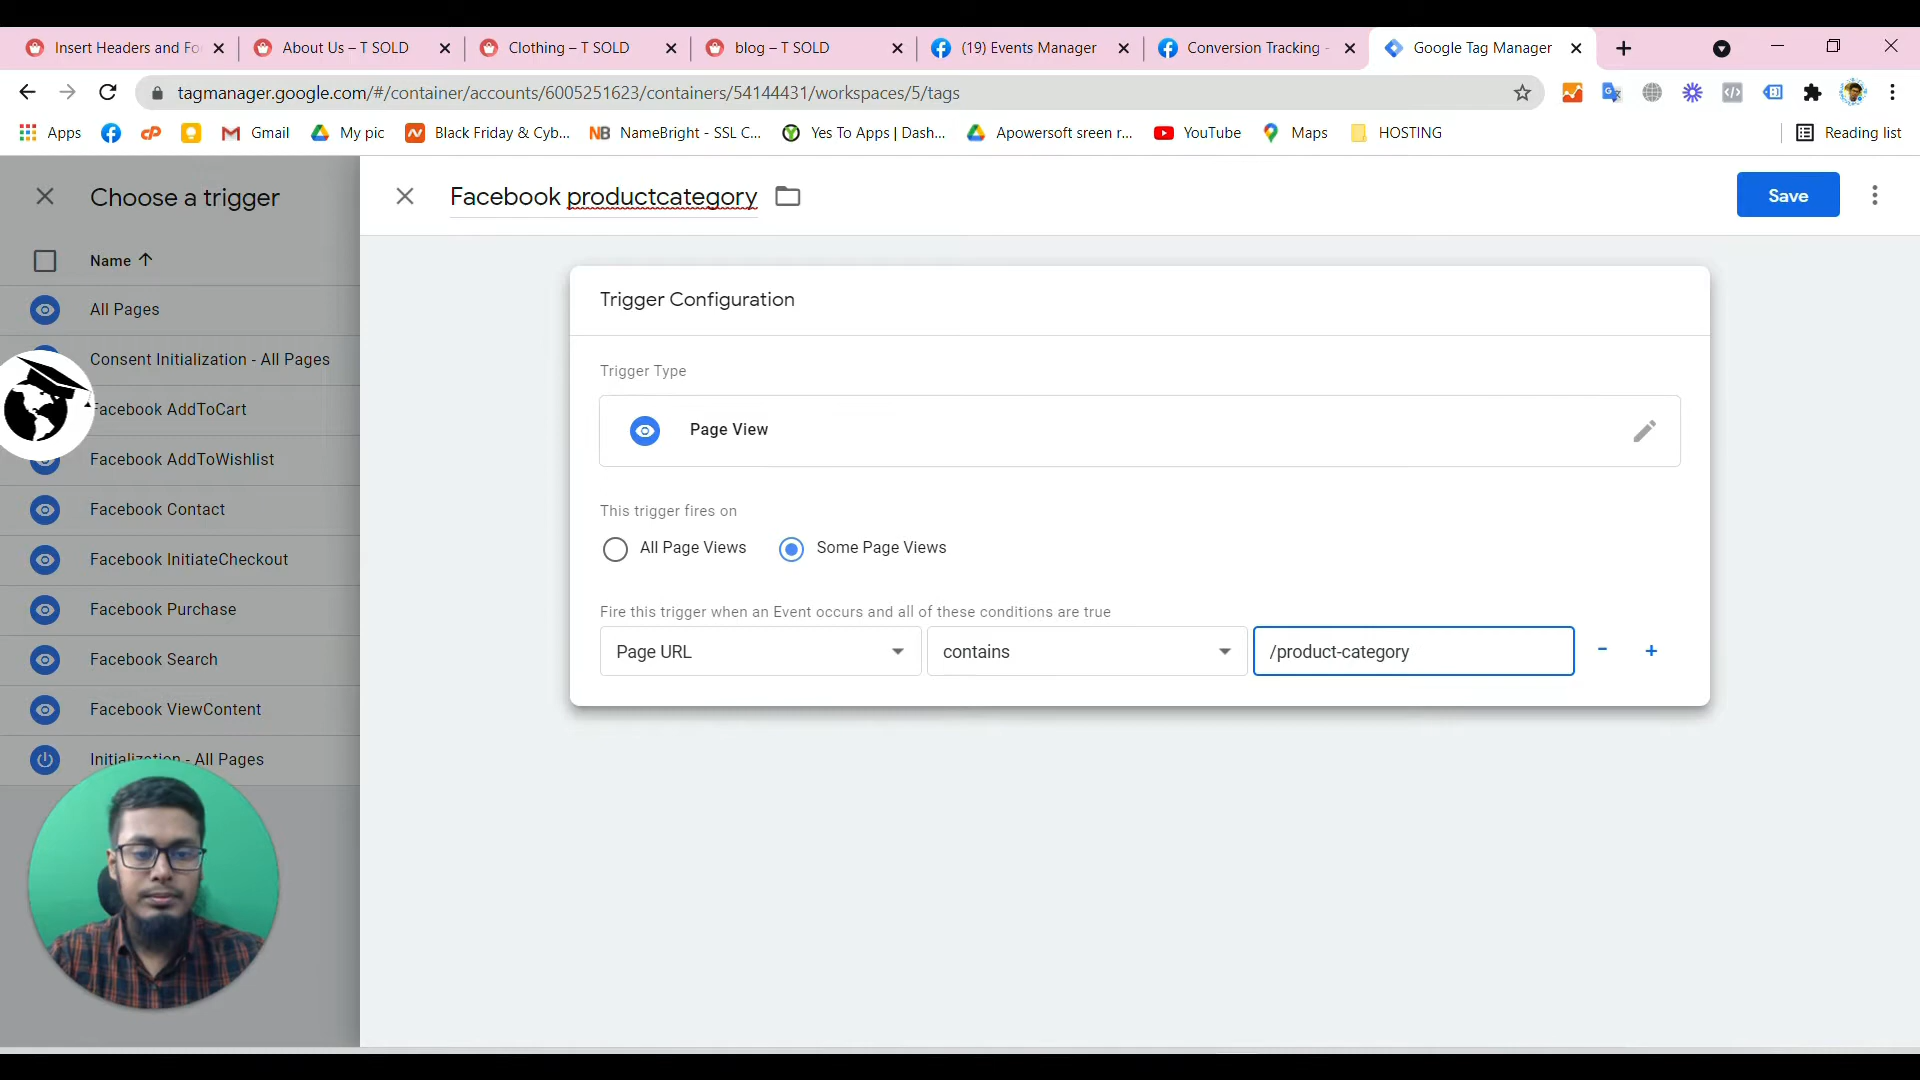 Insert Headers and Fo
About Us – T SOLD
Clothing – T SOLD
blog – T SOLD
(19) Events Manager
Conversion Tracking -
Google Tag Manager
tagmanager.google.com/#/container/accounts/6005251623/containers/54144431/workspaces/5/tags
Apps
Gmail
My pic
Black Friday & Cyb...
NB
NameBright - SSL C...
Yes To Apps | Dash...
Apowersoft sreen r...
YouTube
Maps
HOSTING
Reading list
Choose a trigger
Name
All Pages
Consent Initialization - All Pages
Facebook AddToCart
Facebook AddToWishlist
Facebook Contact
Facebook InitiateCheckout
Facebook Purchase
Facebook Search
Facebook ViewContent
Initialization - All Pages
Facebook productcategory
Save
Trigger Configuration
Trigger Type
Page View
This trigger fires on
All Page Views
Some Page Views
Fire this trigger when an Event occurs and all of these conditions are true
Page URL
contains
/product-category
-
+